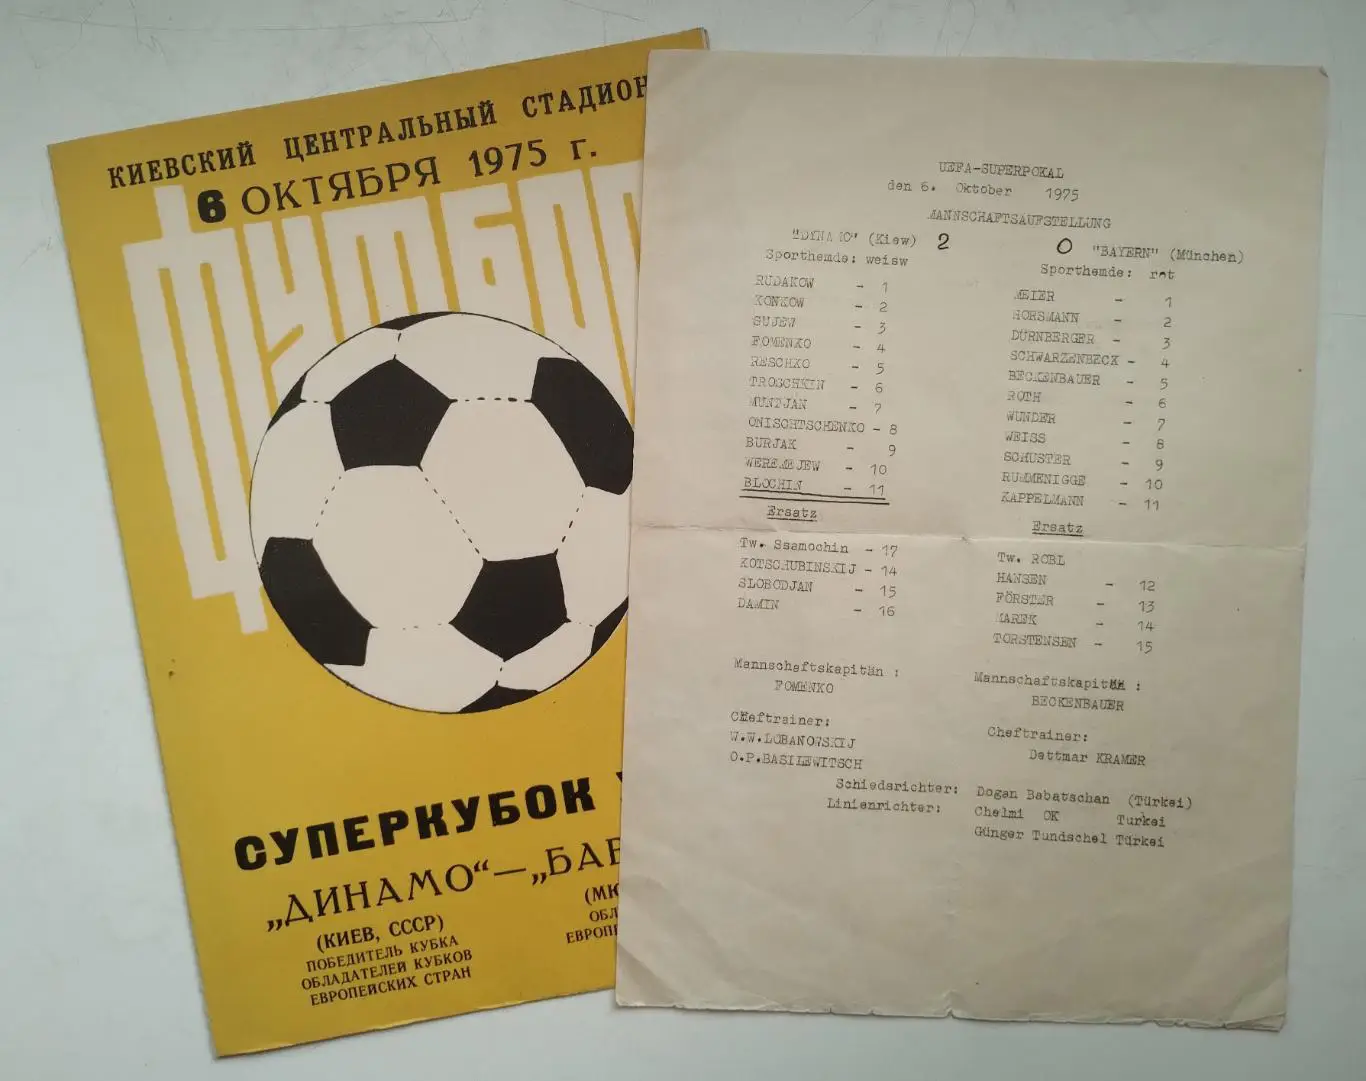 КИЕВСКИЙ ЦЕНТРАЛЬНЫЙ СТАДИОН
6 ОКТЯБРЯ 1975 г.
ФУТБОЛ
СУПЕРКУБОК
„ДИНАМО“ — „БАВ
(КИЕВ, СССР)
ПОБЕДИТЕЛЬ КУБКА
ОБЛАДАТЕЛЕЙ КУБКОВ
ЕВРОПЕЙСКИХ СТРАН
(МЮ
ОБЛ
ЕВРОПЕ
UEFA-SUPERPOKAL
den 6. Oktober 1975
MANNSCHAFTSAUFSTELLUNG
"DYNAMO" (Kiew) 2
Sporthemde: weisw
RUDAKOW - 1
KONKOW - 2
SUJEW - 3
FOMENKO - 4
RESCHKO - 5
TROSCHKIN - 6
MUNTJAN - 7
ONISCHTSCHENKO - 8
BURJAK - 9
WEREMEJEW - 10
BLOCHIN - 11
Ersatz
Tw. Ssamochin - 17
KOTSCHUBINSKIJ - 14
SLOBODJAN - 15
DAMIN - 16
Mannschaftskapitän :
FOMENKO
Cheftrainer:
W.W.LOBANOWSKIJ
O.P.BASILEWITSCH
0 "BAYERN" (München)
Sporthemde: rot
MEIER - 1
HORSMANN - 2
DÜRNBERGER - 3
SCHWARZENBECK - 4
BECKENBAUER - 5
ROTH - 6
WUNDER - 7
WEISS - 8
SCHUSTER - 9
RUMMENIGGE - 10
KAPPELMANN - 11
Ersatz
Tw. ROBL
HANSEN - 12
FÖRSTER - 13
MAREK - 14
TORSTENSEN - 15
Mannschaftskapitän :
BECKENBAUER
Cheftrainer:
Dettmar KRAMER
Schiedsrichter: Dogan Babatschan (Türkei)
Linienrichter: Chelmi OK Turkei
Günger Tundschel Türkei